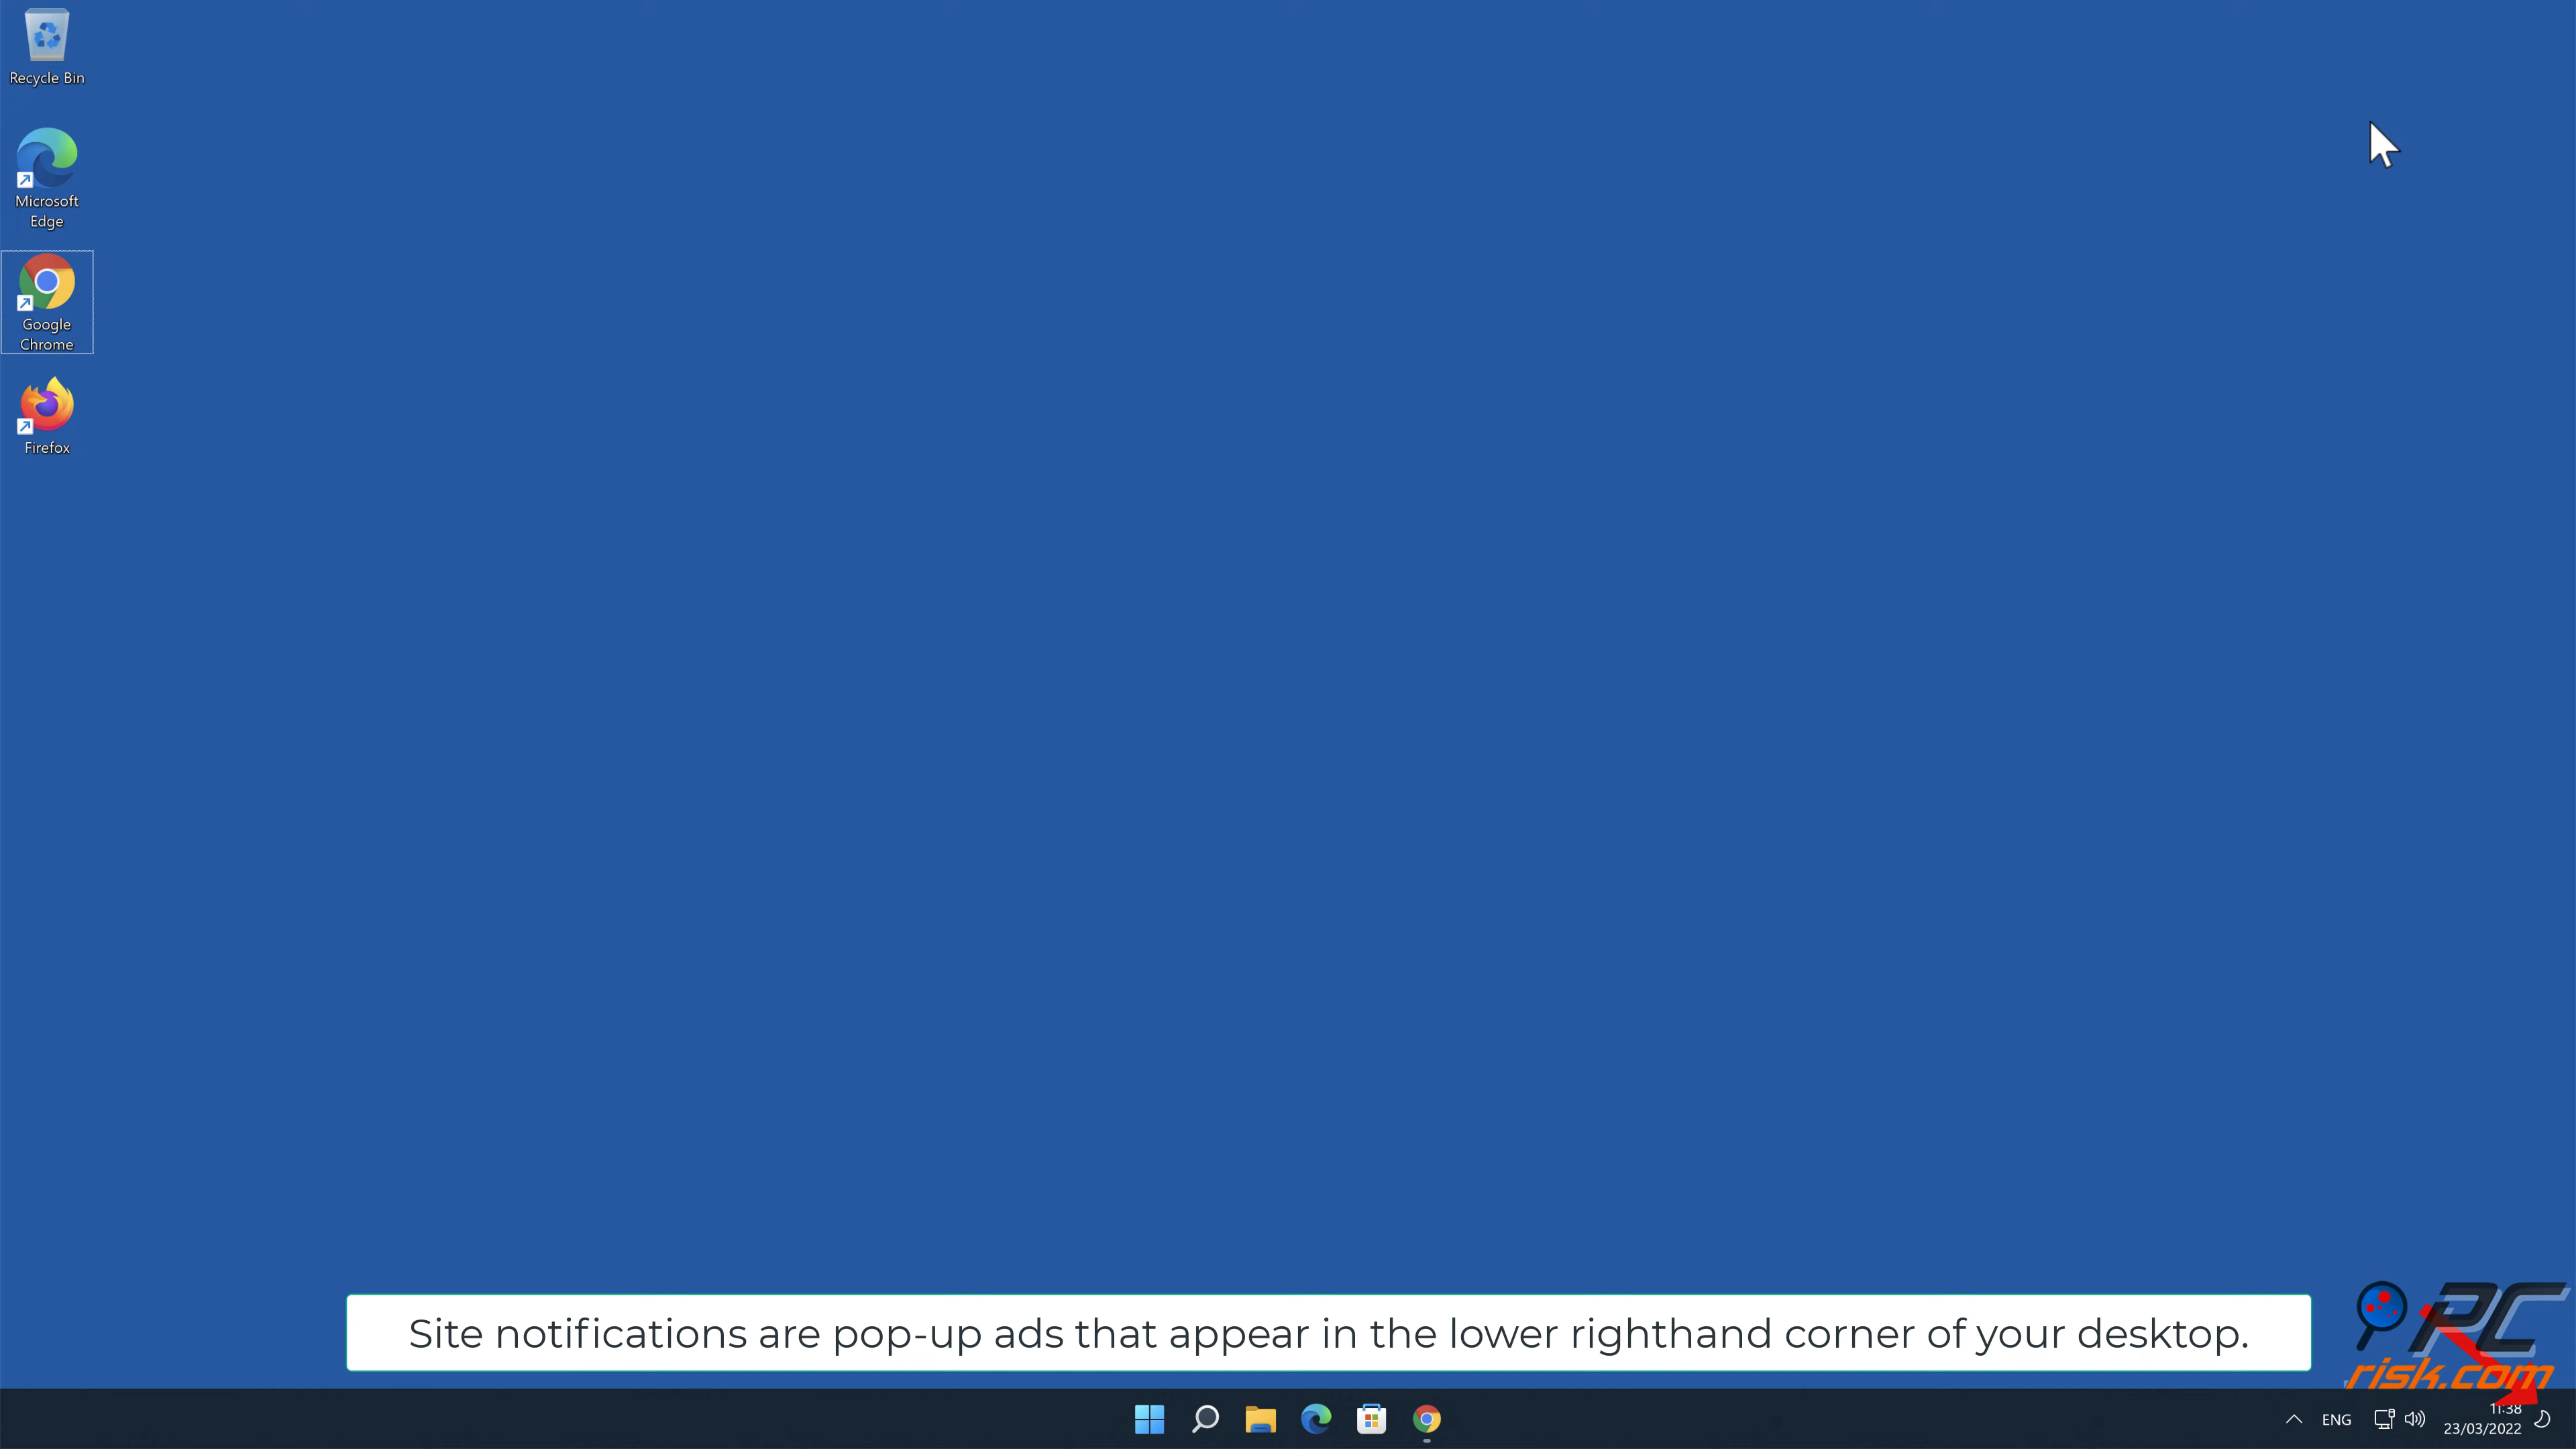 Recycle Bin
Microsoft
Edge
Google
Chrome
Firefox
Site notifications are pop-up ads that appear in the lower righthand corner of your desktop.
PC
risk.com
ENG
11:38
23/03/2022